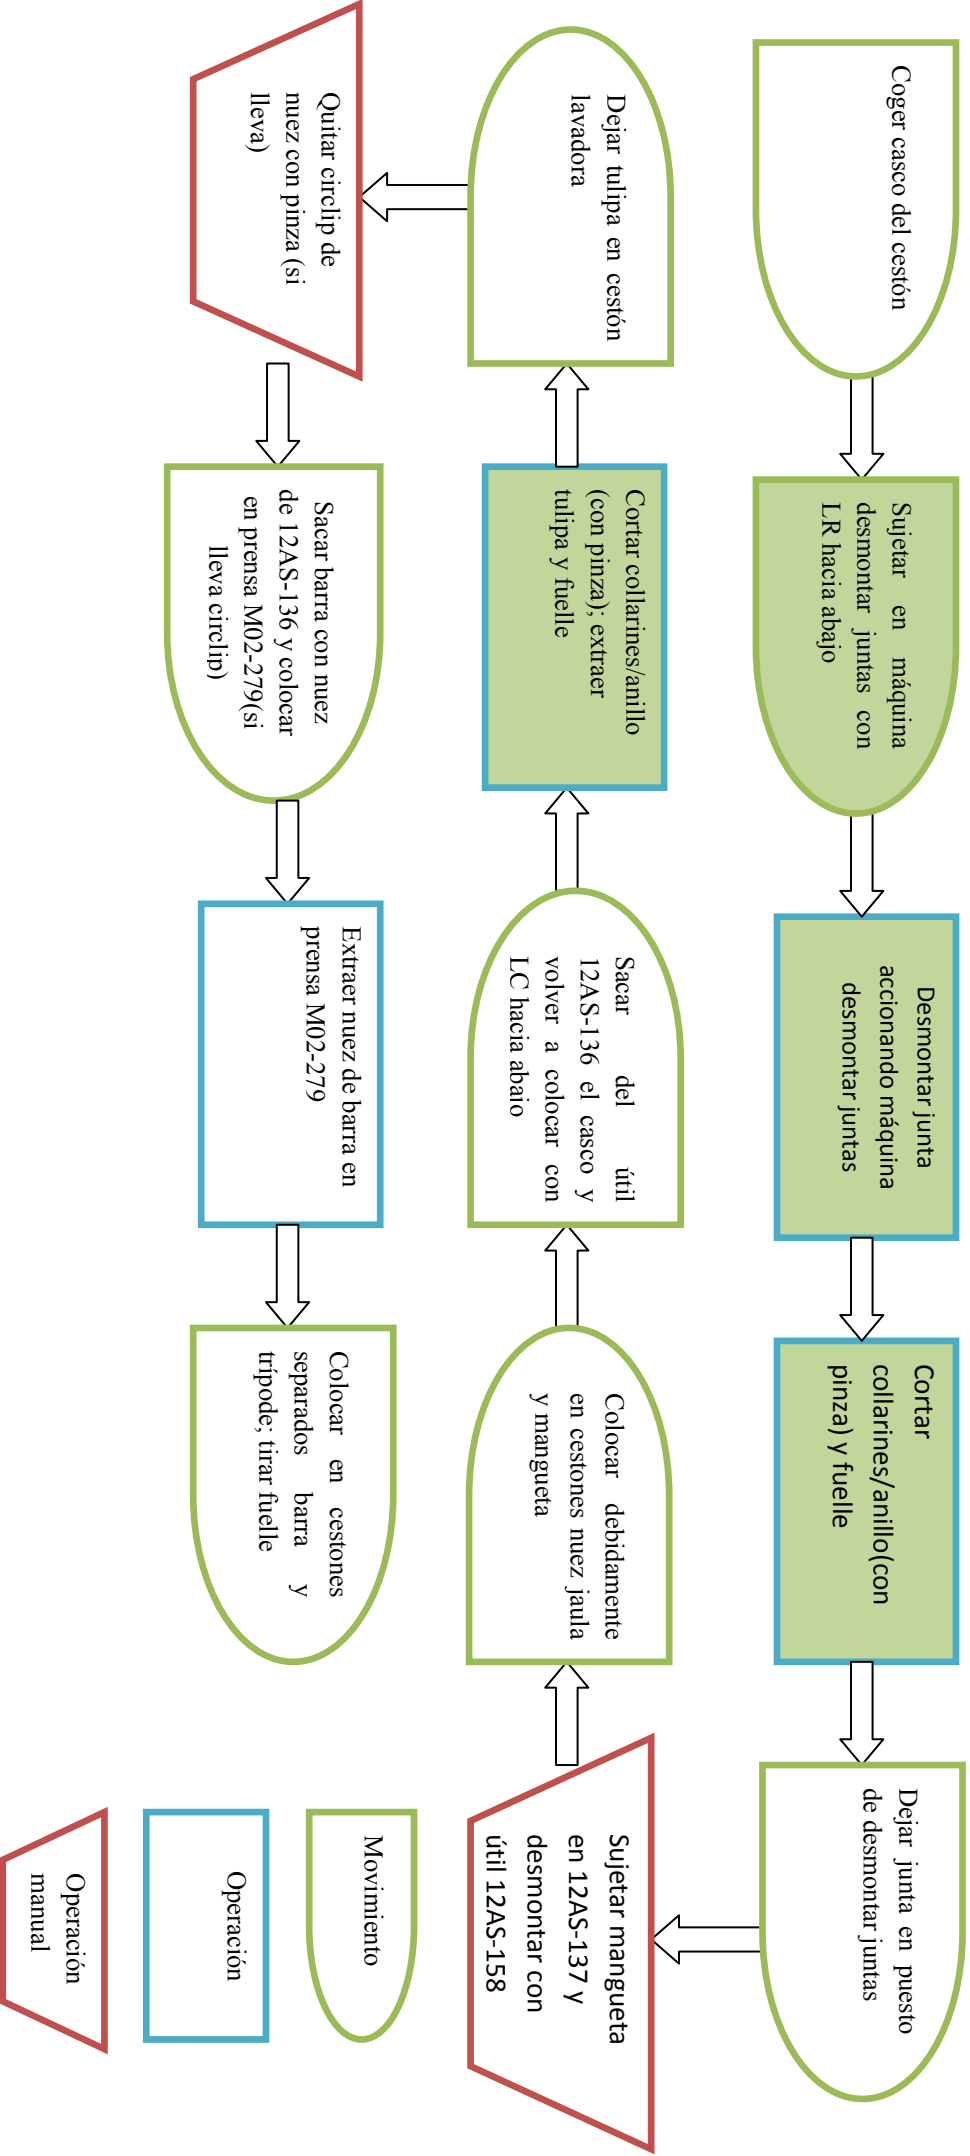 Coger casco del cestón
Sujetar en máquina
desmontar juntas con
LR hacia abajo
Desmontar junta
accionando máquina
desmontar juntas
Cortar
collarines/anillo(con
pinza) y fuelle
Dejar junta en puesto
de desmontar juntas
Sujetar mangueta
en 12AS-137 y
desmontar con
útil 12AS-158
Colocar debidamente
en cestones nuez jaula
y mangueta
Sacar del útil
12AS-136 el casco y
volver a colocar con
LC hacia abaio
Cortar collarines/anillo
(con pinza); extraer
tulipa y fuelle
Dejar tulipa en cestón
lavadora
Quitar circlip de
nuez con pinza (si
lleva)
Sacar barra con nuez
de 12AS-136 y colocar
en prensa M02-279(si
lleva circlip)
Extraer nuez de barra en
prensa M02-279
Colocar en cestones
separados barra y
trípode; tirar fuelle
Movimiento
Operación
Operación
manual